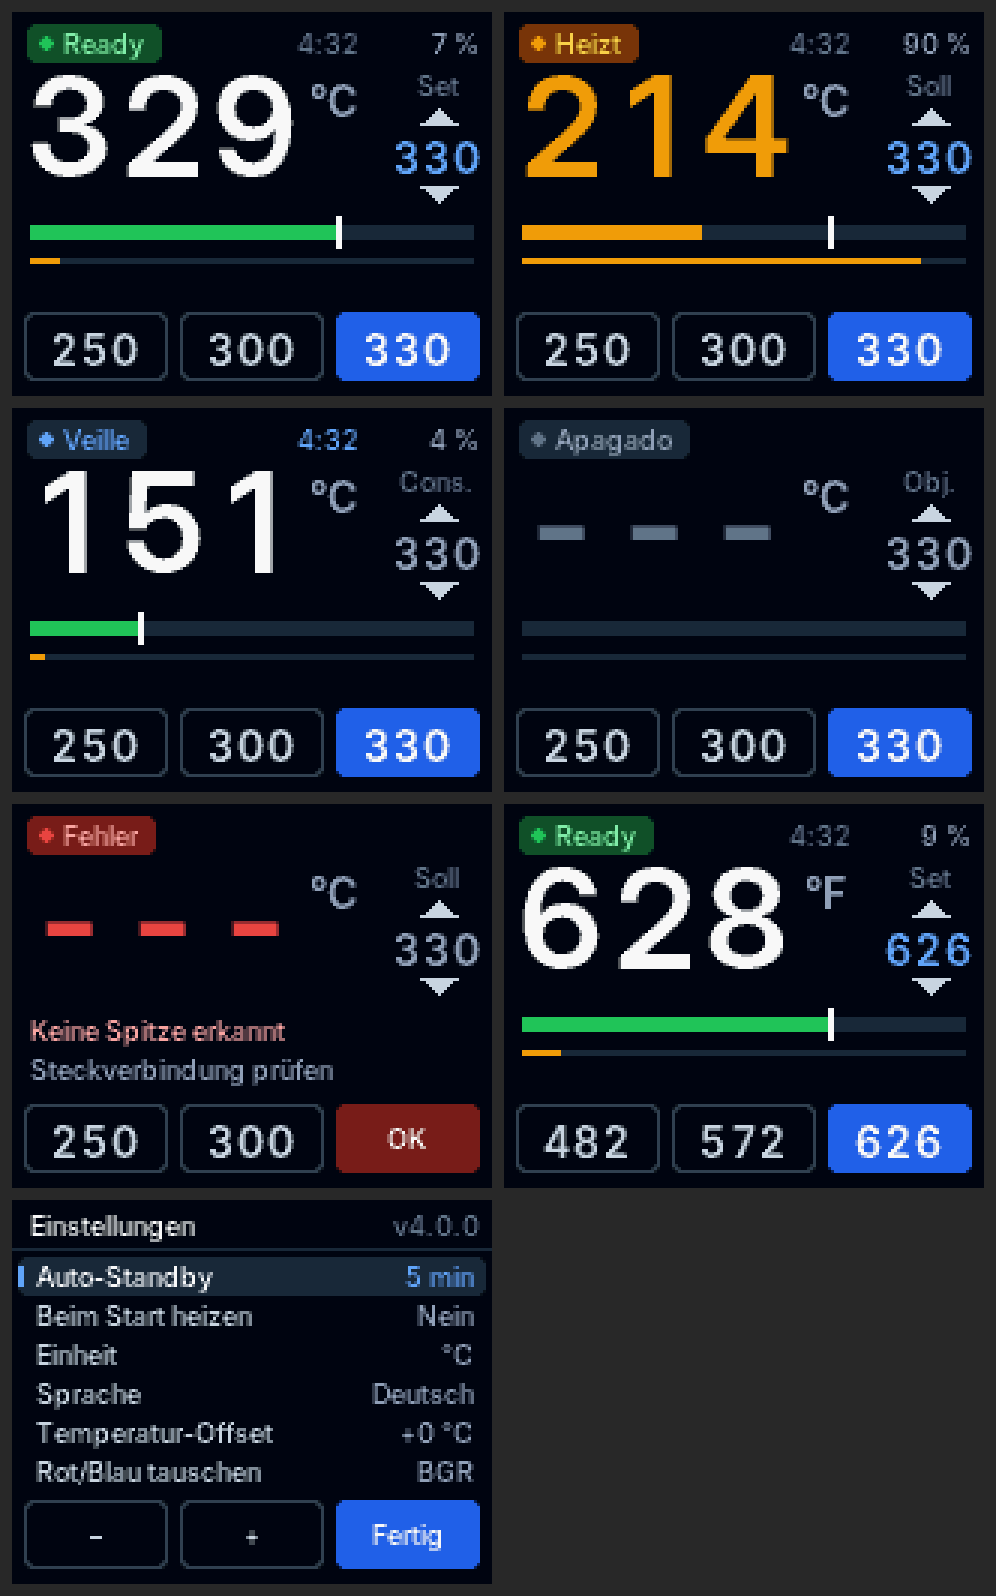 Ready 4:32 7 %
329 °C
Set
330
250 300 330
Heizt 4:32 90 %
214 °C
Soll
330
250 300 330
Veille 4:32 4 %
151 °C
Cons.
330
250 300 330
Apagado
--- °C
Obj.
330
250 300 330
Fehler
--- °C
Soll
330
Keine Spitze erkannt
Steckverbindung prüfen
250 300 OK
Ready 4:32 9 %
628 °F
Set
626
482 572 626
Einstellungen v4.0.0
Auto-Standby 5 min
Beim Start heizen Nein
Einheit °C
Sprache Deutsch
Temperatur-Offset +0 °C
Rot/Blau tauschen BGR
- + Fertig